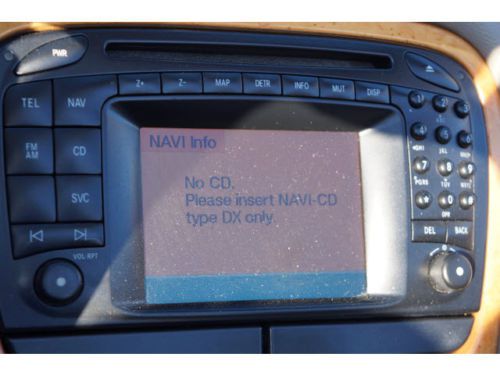 PWR
Z+ Z- MAP DETR INFO MUT DISP
TEL NAV
FM
AM
CD
SVC
VOL RPT
NAVI Info
No CD.
Please insert NAVI-CD
type DX only.
DEL BACK